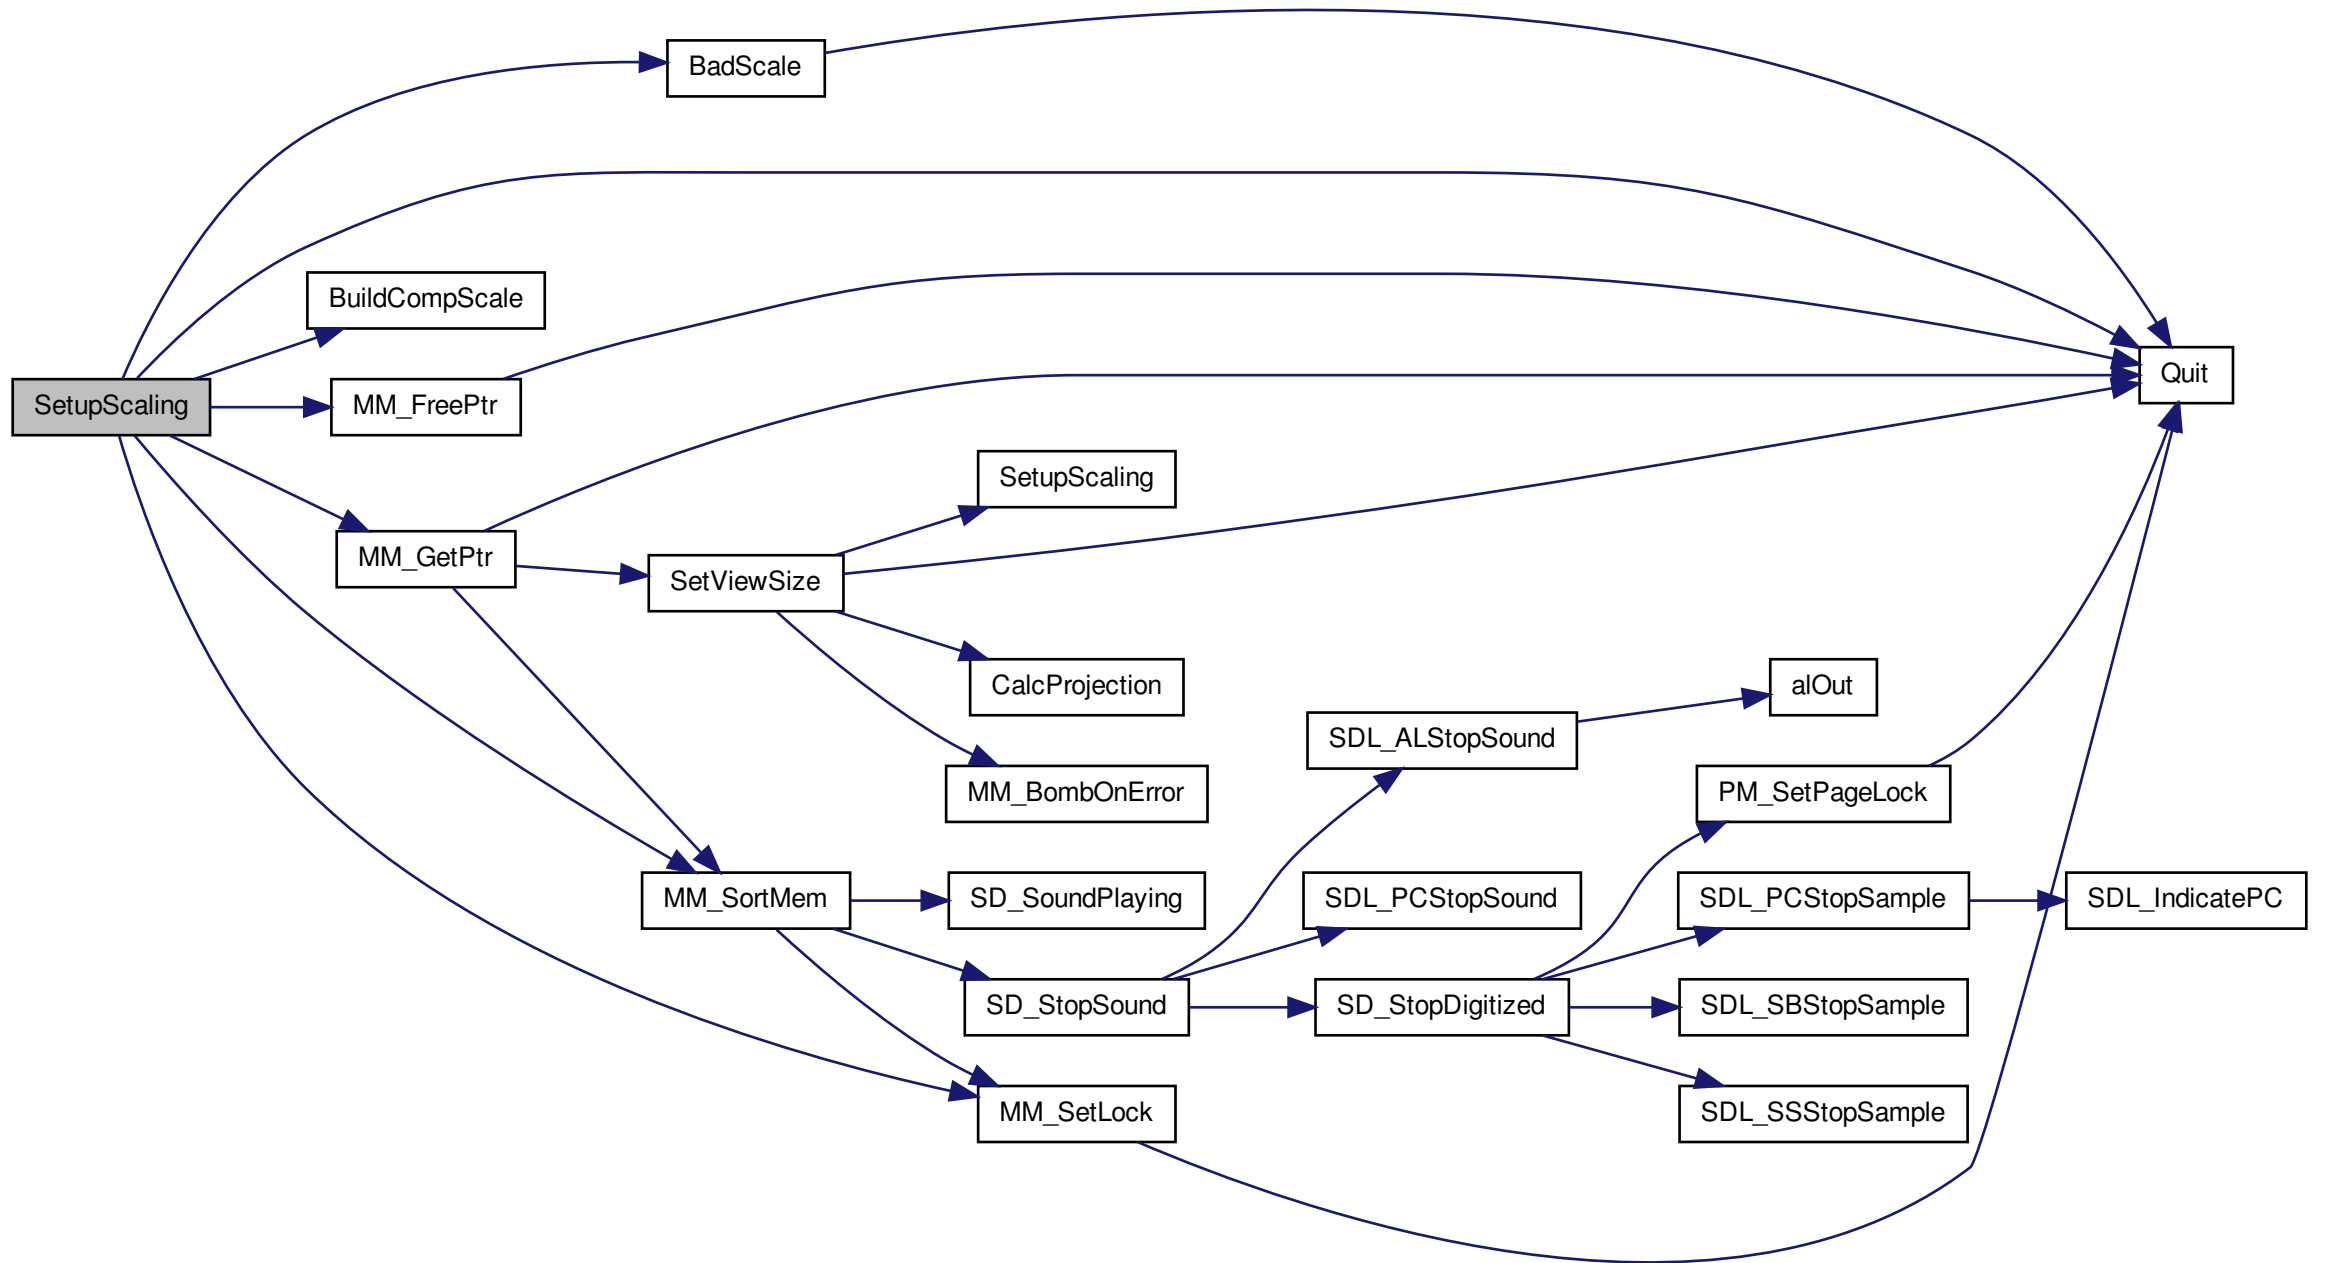 BadScale
BuildCompScale
Quit
SetupScaling
MM_FreePtr
SetupScaling
MM_GetPtr
SetViewSize
CalcProjection
alOut
SDL_ALStopSound
MM_BombOnError
PM_SetPageLock
MM_SortMem
SD_SoundPlaying
SDL_PCStopSound
SDL_PCStopSample
SDL_IndicatePC
SD_StopSound
SD_StopDigitized
SDL_SBStopSample
MM_SetLock
SDL_SSStopSample